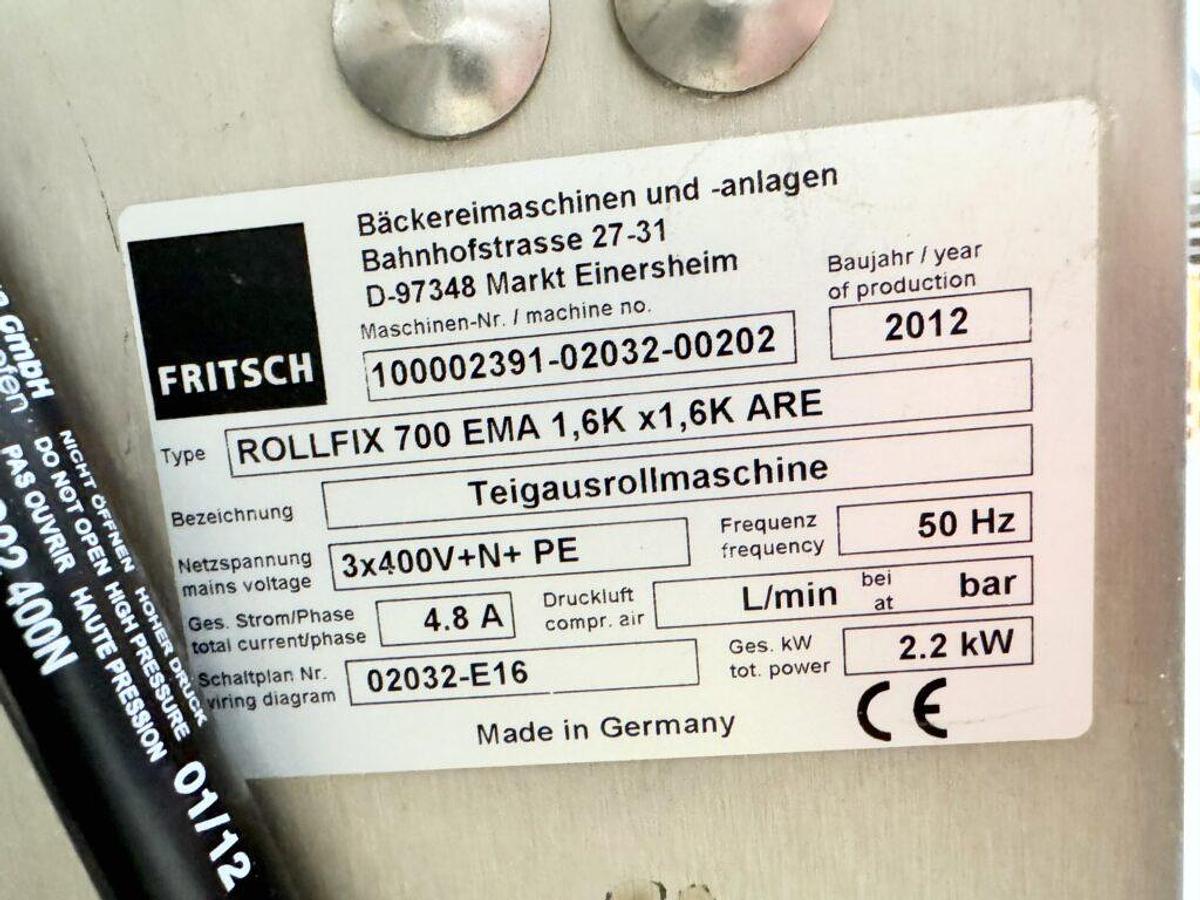 Bäckereimaschinen und -anlagen
Bahnhofstrasse 27-31
D-97348 Markt Einersheim
FRITSCH
Maschinen-Nr. / machine no.
100002391-02032-00202
Baujahr / year
of production
2012
Type ROLLFIX 700 EMA 1,6K x1,6K ARE
Bezeichnung Teigausrollmaschine
Netzspannung
mains voltage
3x400V+N+ PE
Frequenz
frequency
50 Hz
Ges. Strom/Phase
total current/phase
4.8 A
Druckluft
compr. air
L/min bei
at
bar
Schaltplan Nr.
wiring diagram
02032-E16
Ges. kW
tot. power
2.2 kW
Made in Germany
CE
GmbH
NICHT ÖFFNEN HOHER DRUCK
DO NOT OPEN HIGH PRESSURE
PAS OUVRIR HAUTE PRESSION
400N
01/12